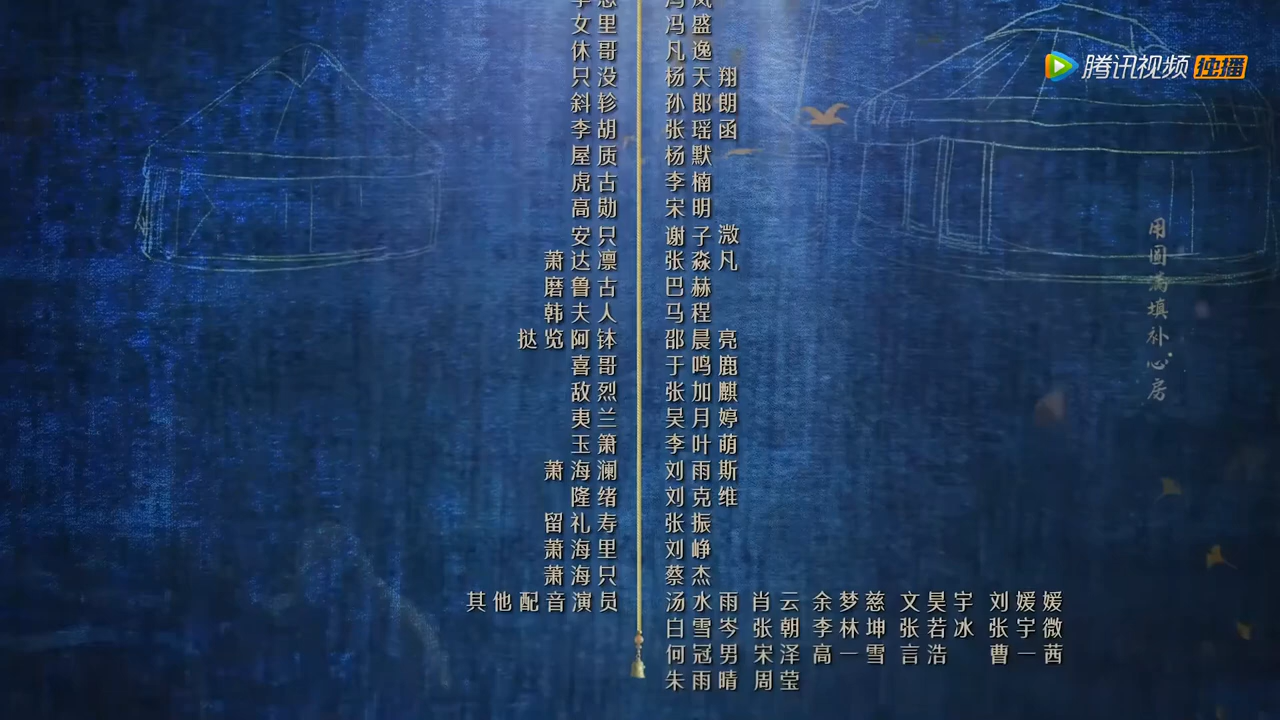 女里 冯盛
休哥 凡逸
只没 杨天翔
斜轸 孙郎朗
李胡 张瑶函
屋质 杨默
虎古 李楠
高勋 宋明
安只 谢子溦
萧达凛 张淼凡
磨鲁古 巴赫
韩夫人 马程
挞览阿钵 邵晨亮
喜哥 于鸣鹿
敌烈 张加麒
夷兰 吴月婷
玉箫 李叶萌
萧海澜 刘雨斯
隆绪 刘克维
留礼寿 张振
萧海里 刘峥
萧海只 蔡杰
其他配音演员 汤水雨 肖云 余梦慈 文昊宇 刘媛媛
白雪岑 张朝 李林坤 张若冰 张宇微
何冠男 宋泽 高一雪 言浩 曹一茜
朱雨晴 周莹
腾讯视频 独播
用圆满填补心房